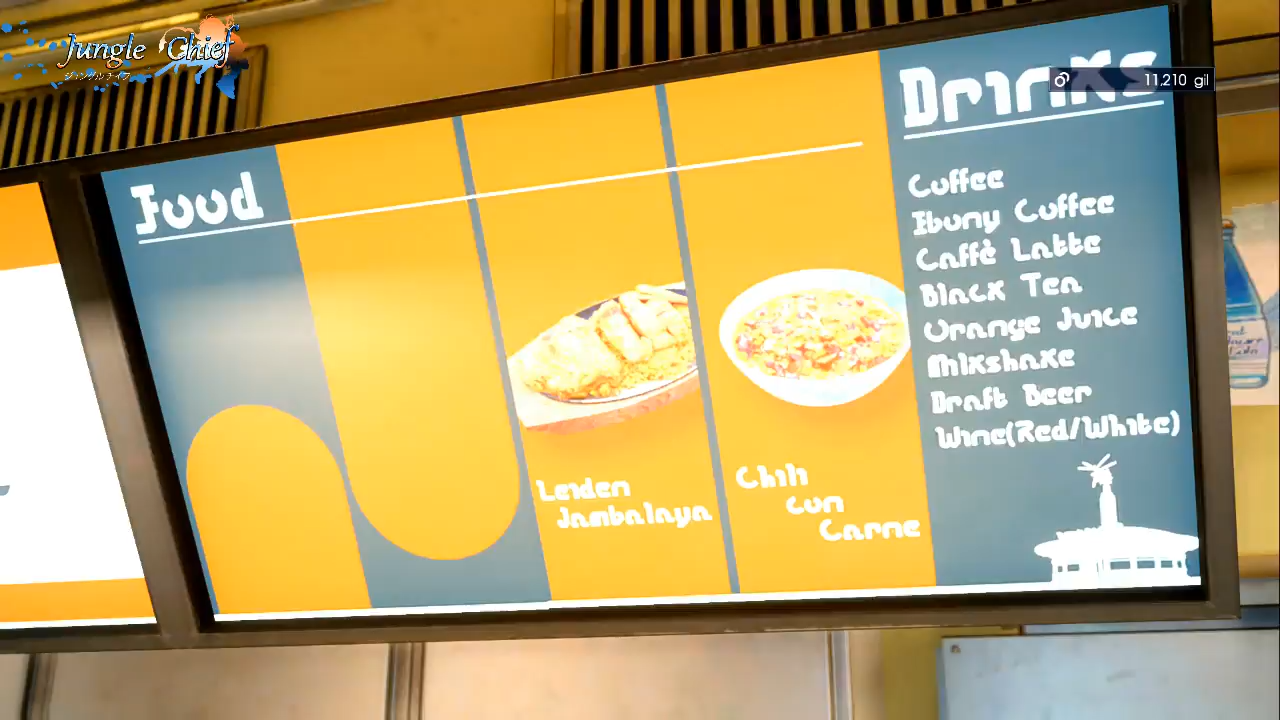 Jungle Chief
ジャングルチーフ
11,210 gil
Food
Leiden
Jambalaya
Chili
con
Carne
Drinks
Coffee
Ebony Coffee
Caffè Latte
Black Tea
Orange Juice
Milkshake
Draft Beer
Wine(Red/White)